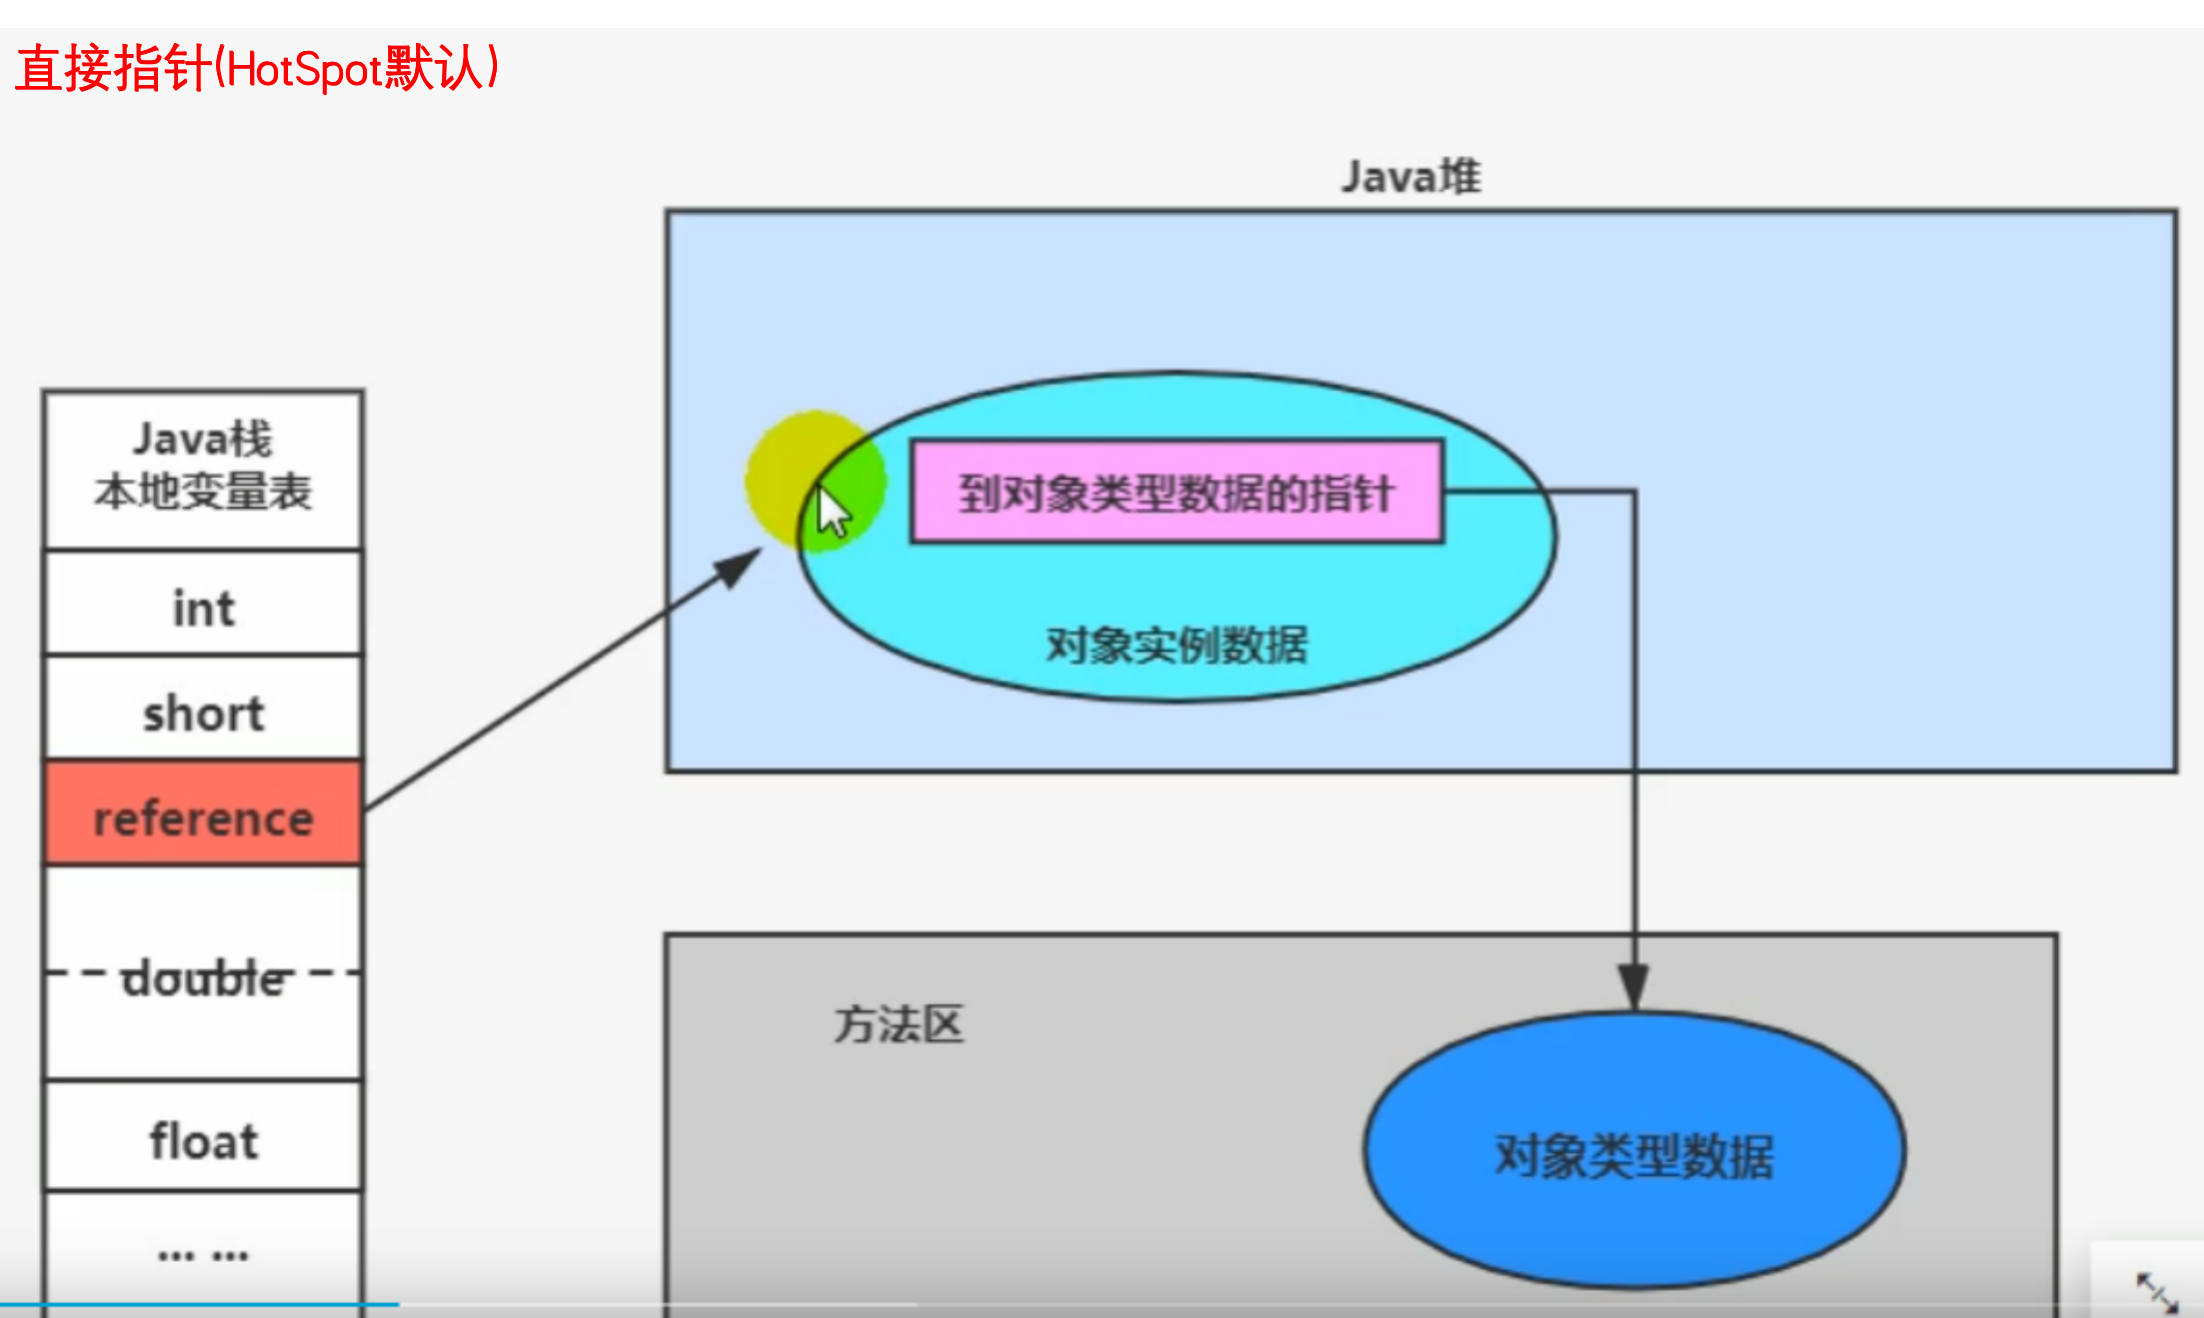 直接指针(HotSpot默认)
Java堆
Java栈
本地变量表
int
short
reference
double
float
... ...
到对象类型数据的指针
对象实例数据
方法区
对象类型数据